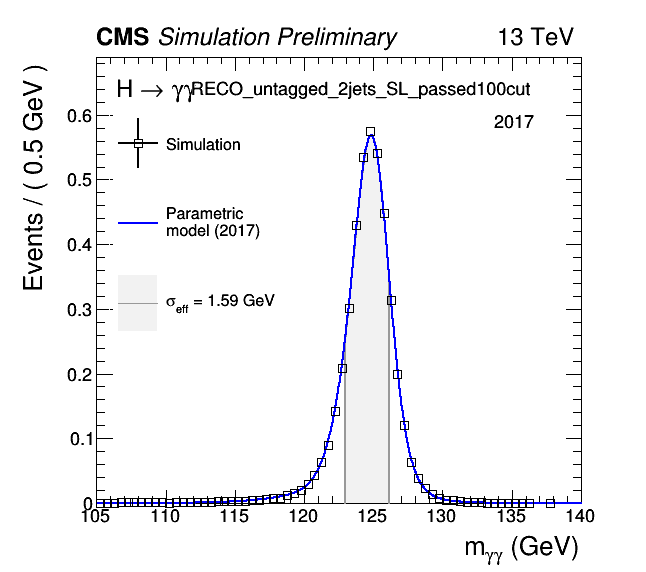 CMS Simulation Preliminary 13 TeV
H → γγRECO_untagged_2jets_SL_passed100cut
2017
Simulation
Parametric
model (2017)
σeff = 1.59 GeV
Events / ( 0.5 GeV )
0.6
0.5
0.4
0.3
0.2
0.1
0
105 110 115 120 125 130 135 140
mγγ (GeV)